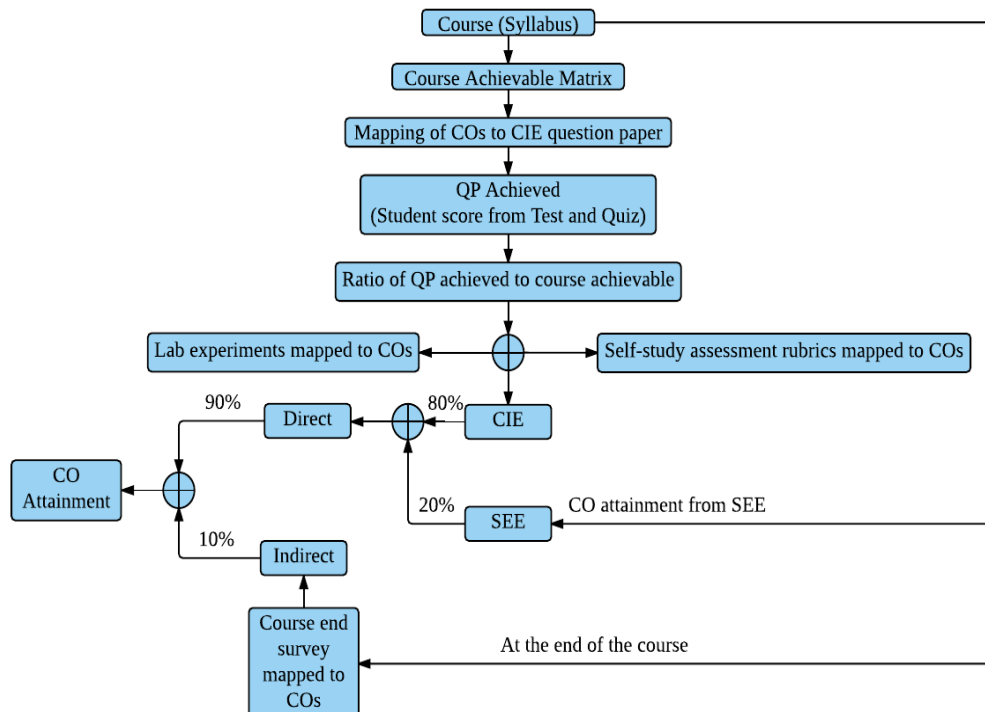 Course (Syllabus)
Course Achievable Matrix
Mapping of COs to CIE question paper
QP Achieved
(Student score from Test and Quiz)
Ratio of QP achieved to course achievable
Lab experiments mapped to COs
Self-study assessment rubrics mapped to COs
90%
Direct
80%
CIE
CO
Attainment
20%
SEE
CO attainment from SEE
10%
Indirect
Course end
survey
mapped to
COs
At the end of the course